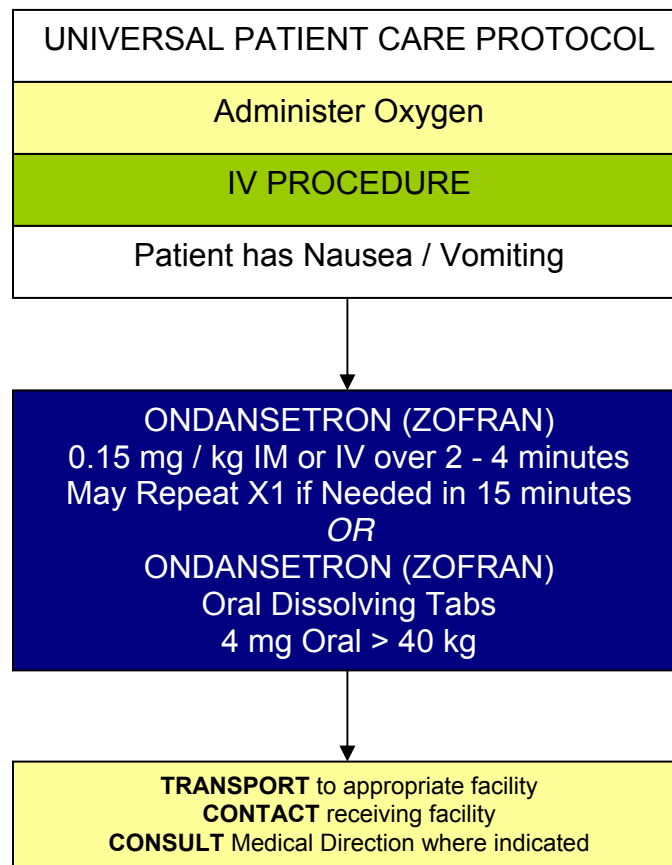 UNIVERSAL PATIENT CARE PROTOCOL
Administer Oxygen
IV PROCEDURE
Patient has Nausea / Vomiting
ONDANSETRON (ZOFRAN)
0.15 mg / kg IM or IV over 2 - 4 minutes
May Repeat X1 if Needed in 15 minutes
OR
ONDANSETRON (ZOFRAN)
Oral Dissolving Tabs
4 mg Oral > 40 kg
TRANSPORT to appropriate facility
CONTACT receiving facility
CONSULT Medical Direction where indicated